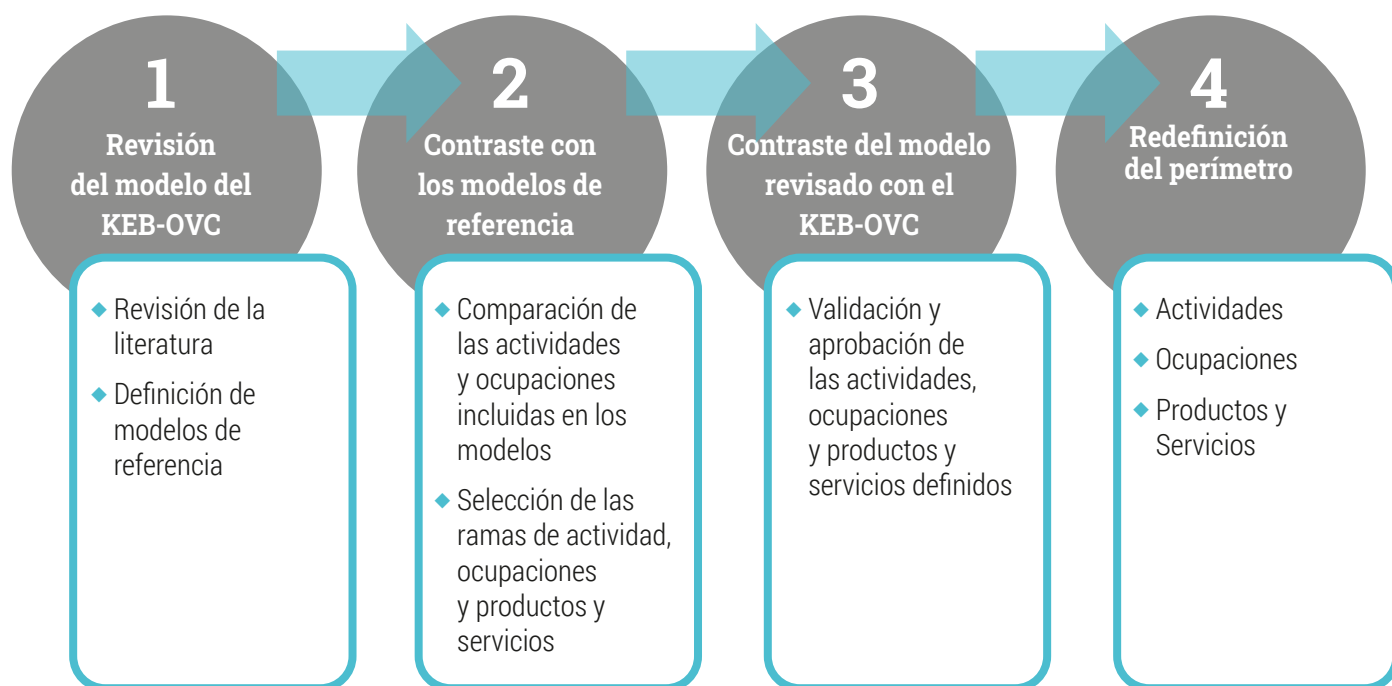 1
Revisión
del modelo del
KEB-OVC
◆ Revisión de la
literatura
◆ Definición de
modelos de
referencia
2
Contraste con
los modelos de
referencia
◆ Comparación de
las actividades
y ocupaciones
incluidas en los
modelos
◆ Selección de las
ramas de actividad,
ocupaciones
y productos y
servicios
3
Contraste del modelo
revisado con el
KEB-OVC
◆ Validación y
aprobación de
las actividades,
ocupaciones
y productos y
servicios definidos
4
Redefinición
del perímetro
◆ Actividades
◆ Ocupaciones
◆ Productos y
Servicios